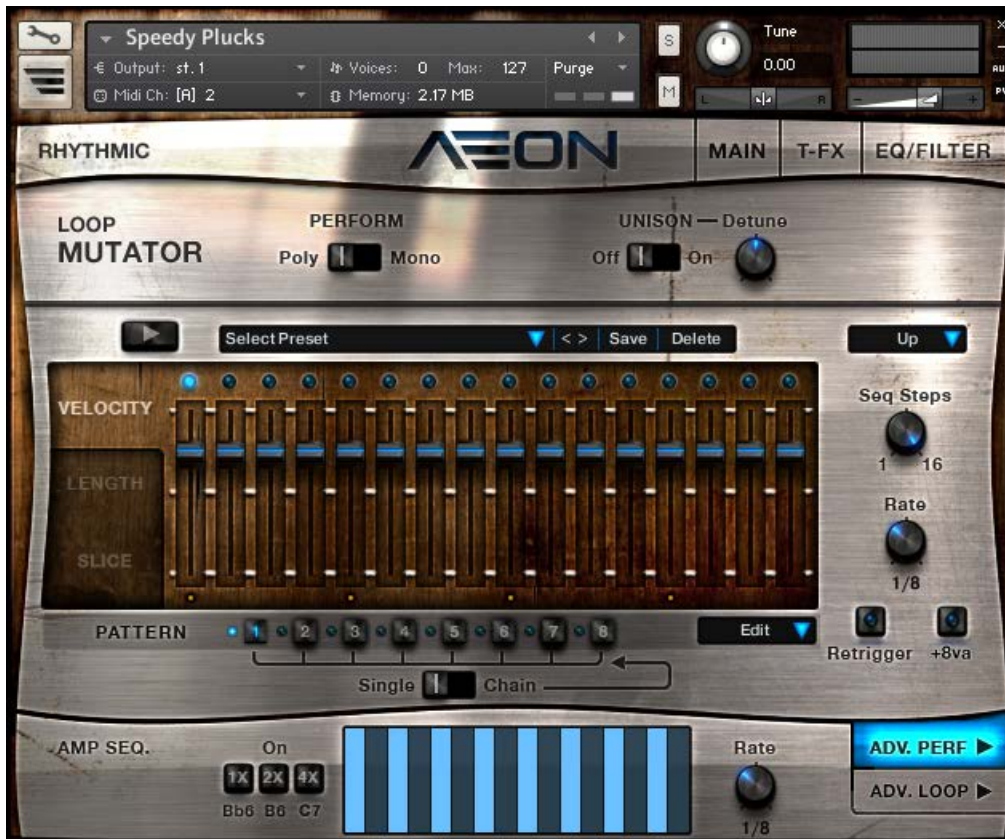 Speedy Plucks
Output: st.1
Voices: 0 Max: 127
Purge
Midi Ch: [A] 2
Memory: 2.17 MB
S
M
Tune
0.00
L
R
-
+
x
AU
PV
RHYTHMIC
AEON
MAIN
T-FX
EQ/FILTER
LOOP
MUTATOR
PERFORM
Poly
Mono
UNISON — Detune
Off
On
Select Preset
< >
Save
Delete
Up
VELOCITY
LENGTH
SLICE
Seq Steps
1 16
Rate
1/8
PATTERN
1 2 3 4 5 6 7 8
Edit
Retrigger
+8va
Single
Chain
AMP SEQ.
On
1X 2X 4X
Bb6 B6 C7
Rate
1/8
ADV. PERF
ADV. LOOP